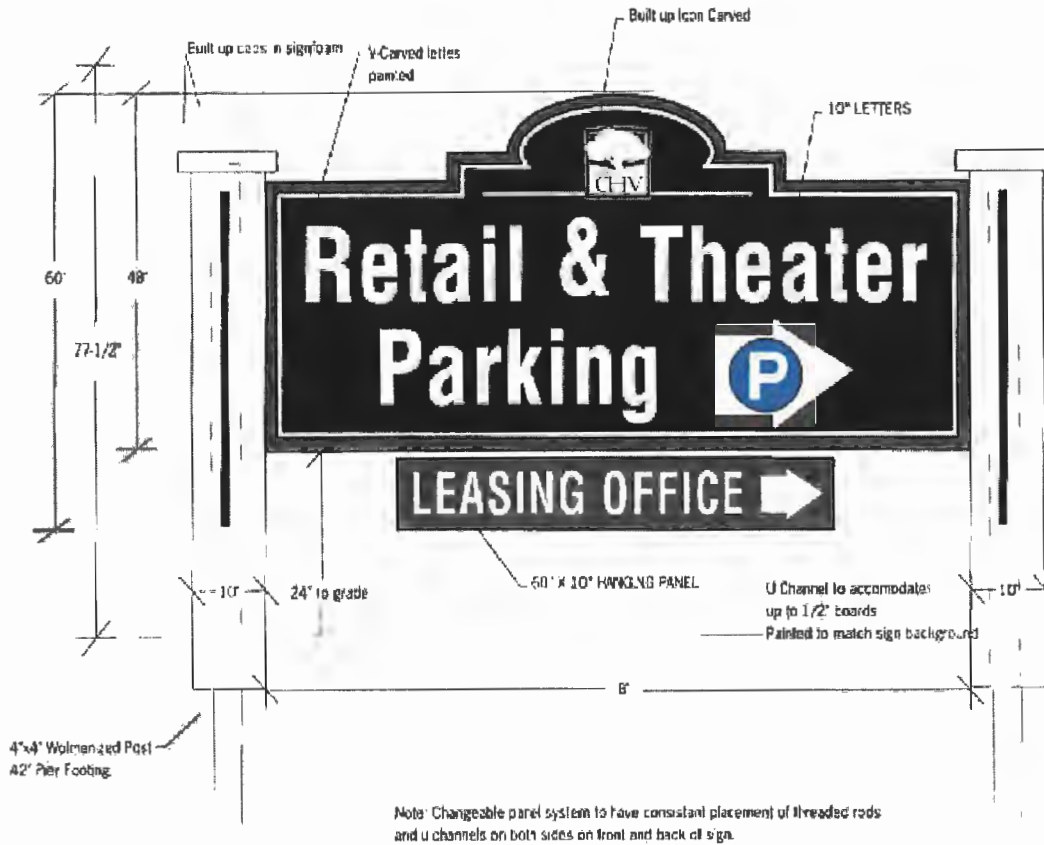 Built up Icon Carved
Built up caps in signfoam
V-Carved letters
painted
10" LETTERS
CHV
Retail & Theater
Parking P
60"
48"
77-1/2"
LEASING OFFICE
60" X 10" HANGING PANEL
10"
24" to grade
U Channel to accomodates
up to 1/2" boards
Painted to match sign background
10"
8'
4"x4" Wolmenized Post
42" Pier Footing
Note: Changeable panel system to have consistant placement of threaded rods
and u channels on both sides on front and back of sign.